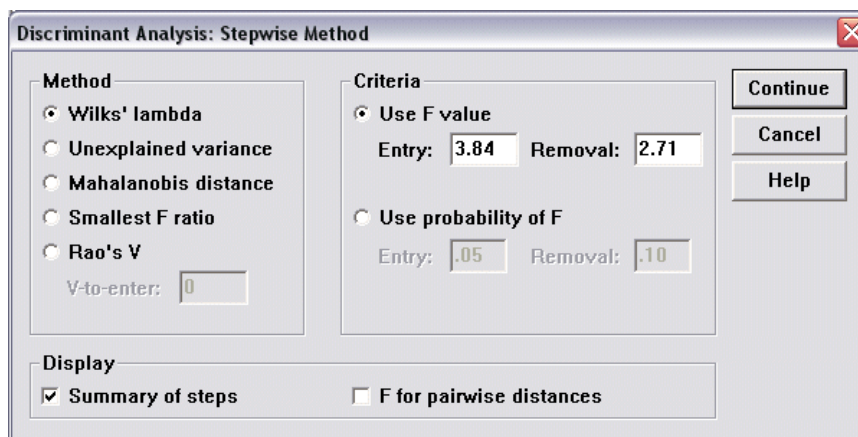 Discriminant Analysis: Stepwise Method
Method
Wilks' lambda
Unexplained variance
Mahalanobis distance
Smallest F ratio
Rao's V
V-to-enter: 0
Criteria
Use F value
Entry: 3.84 Removal: 2.71
Use probability of F
Entry: .05 Removal: .10
Continue
Cancel
Help
Display
Summary of steps F for pairwise distances